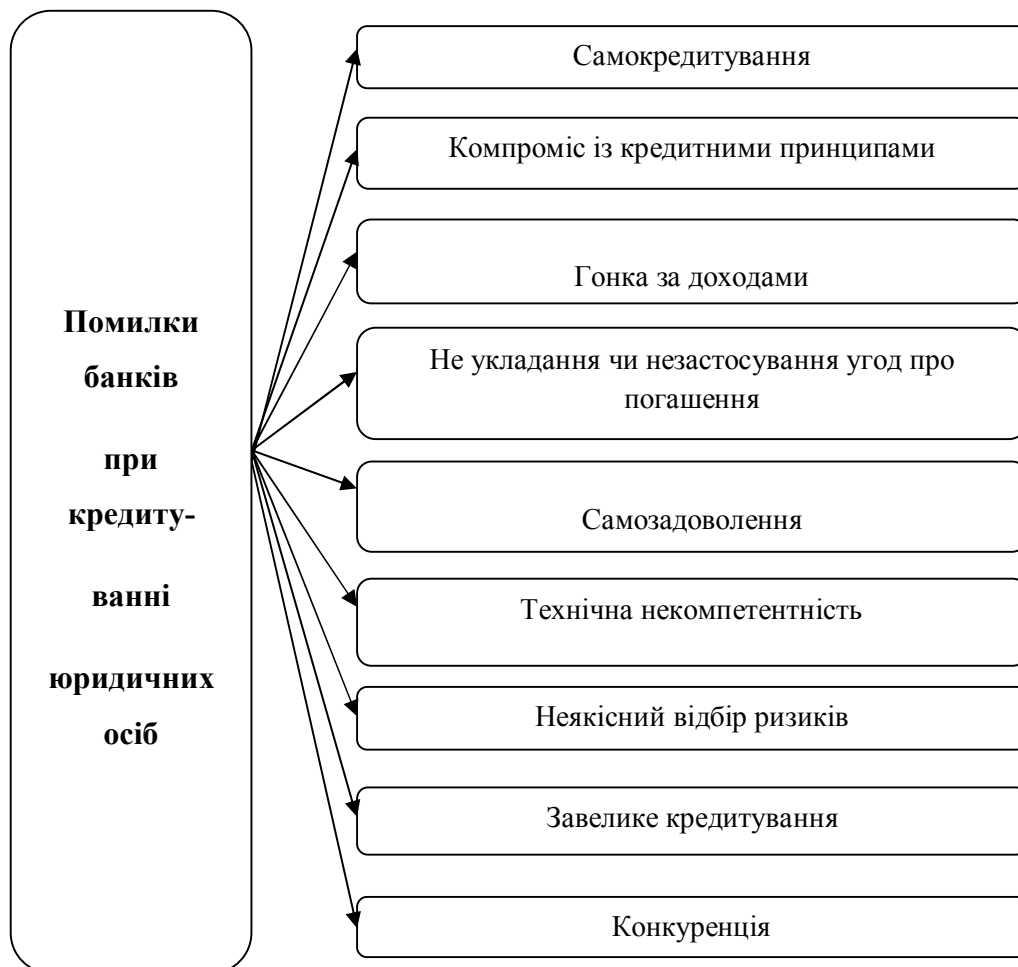 Помилки
банків
при
кредиту-
ванні
юридичних
осіб
Самокредитування
Компроміс із кредитними принципами
Гонка за доходами
Не укладання чи незастосування угод про
погашення
Самозадоволення
Технічна некомпетентність
Неякісний відбір ризиків
Завелике кредитування
Конкуренція